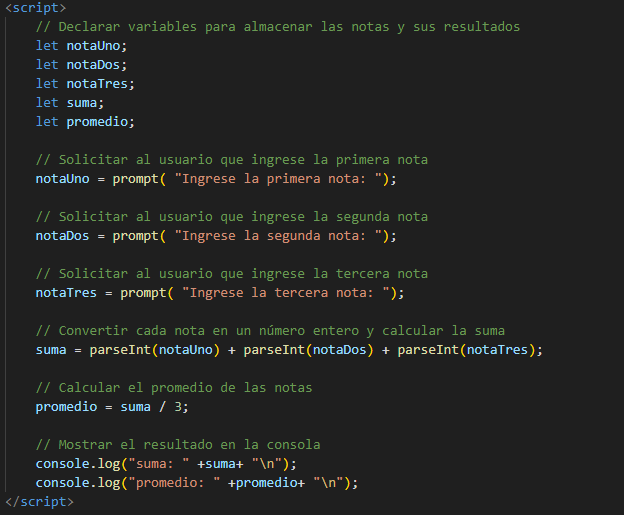 <script>
// Declarar variables para almacenar las notas y sus resultados
let notaUno;
let notaDos;
let notaTres;
let suma;
let promedio;
// Solicitar al usuario que ingrese la primera nota
notaUno = prompt( "Ingrese la primera nota: ");
// Solicitar al usuario que ingrese la segunda nota
notaDos = prompt( "Ingrese la segunda nota: ");
// Solicitar al usuario que ingrese la tercera nota
notaTres = prompt( "Ingrese la tercera nota: ");
// Convertir cada nota en un número entero y calcular la suma
suma = parseInt(notaUno) + parseInt(notaDos) + parseInt(notaTres);
// Calcular el promedio de las notas
promedio = suma / 3;
// Mostrar el resultado en la consola
console.log("suma: " +suma+ "\n");
console.log("promedio: " +promedio+ "\n");
</script>